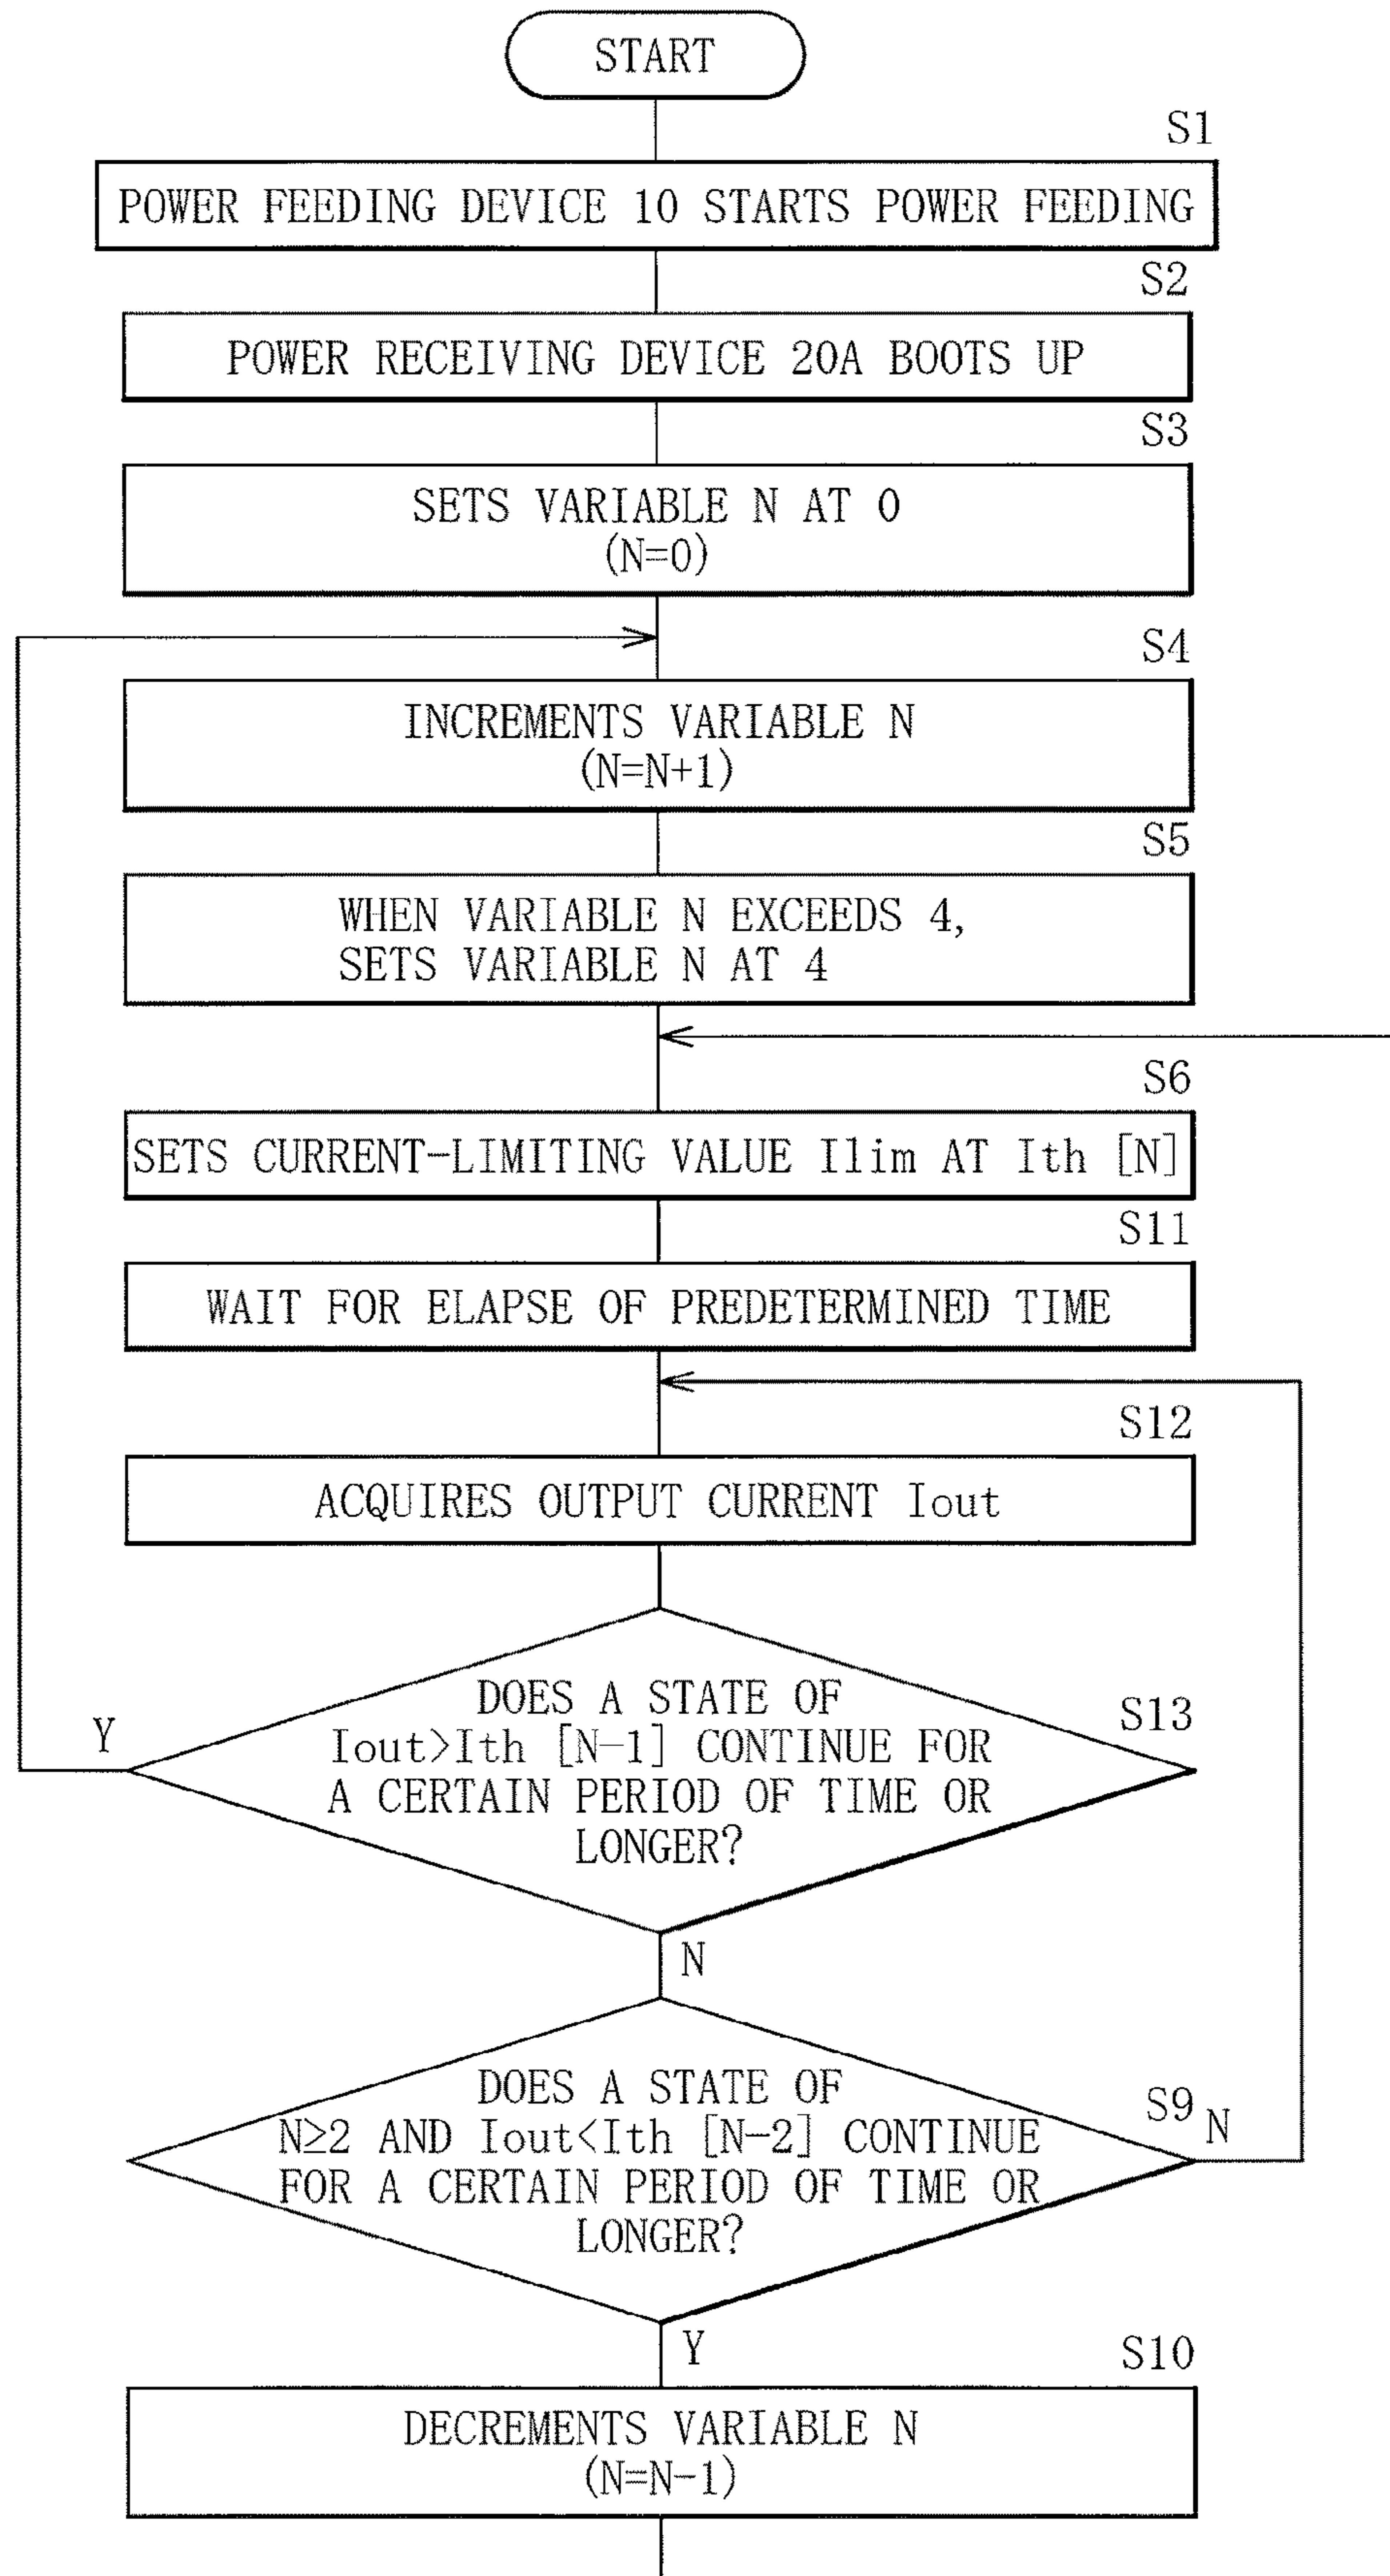 START
S1
POWER FEEDING DEVICE 10 STARTS POWER FEEDING
S2
POWER RECEIVING DEVICE 20A BOOTS UP
S3
SETS VARIABLE N AT 0
(N=0)
S4
INCREMENTS VARIABLE N
(N=N+1)
S5
WHEN VARIABLE N EXCEEDS 4,
SETS VARIABLE N AT 4
S6
SETS CURRENT-LIMITING VALUE Ilim AT Ith [N]
S11
WAIT FOR ELAPSE OF PREDETERMINED TIME
S12
ACQUIRES OUTPUT CURRENT Iout
S13
DOES A STATE OF
Iout>Ith [N-1] CONTINUE FOR
A CERTAIN PERIOD OF TIME OR
LONGER?
Y
N
S9
DOES A STATE OF
N≥2 AND Iout<Ith [N-2] CONTINUE
FOR A CERTAIN PERIOD OF TIME OR
LONGER?
N
Y
S10
DECREMENTS VARIABLE N
(N=N-1)